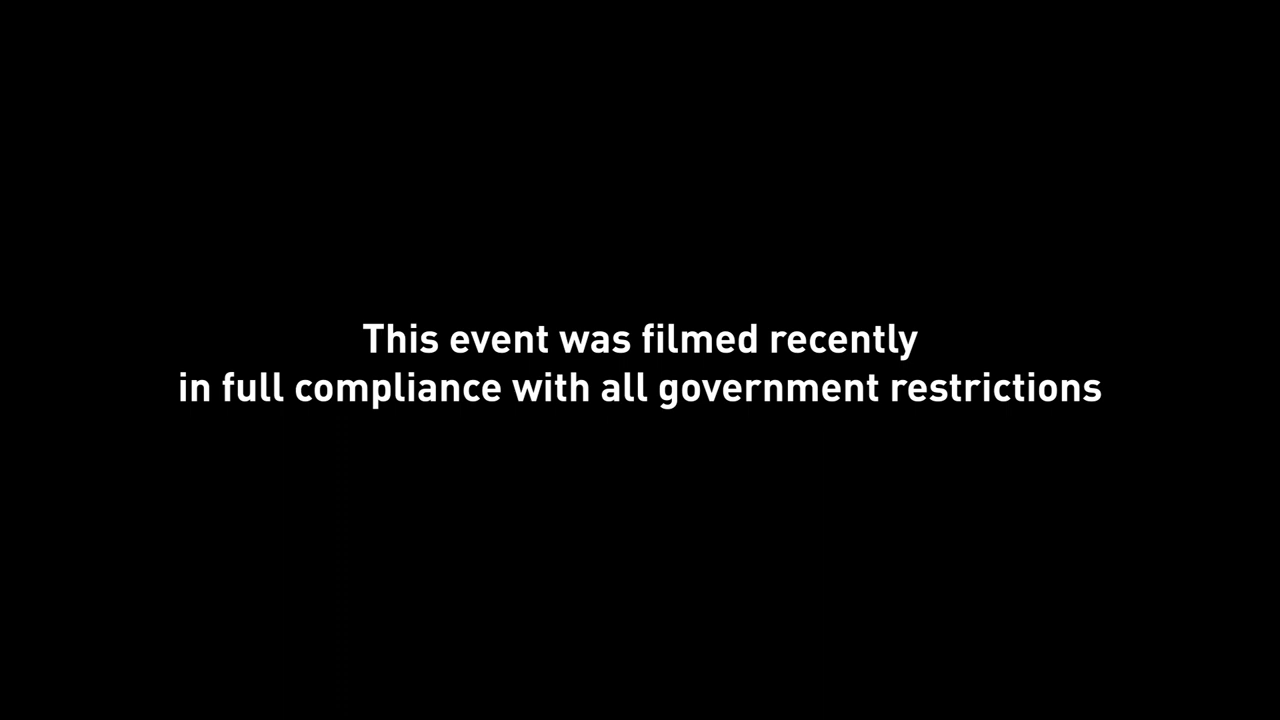 This event was filmed recently
in full compliance with all government restrictions